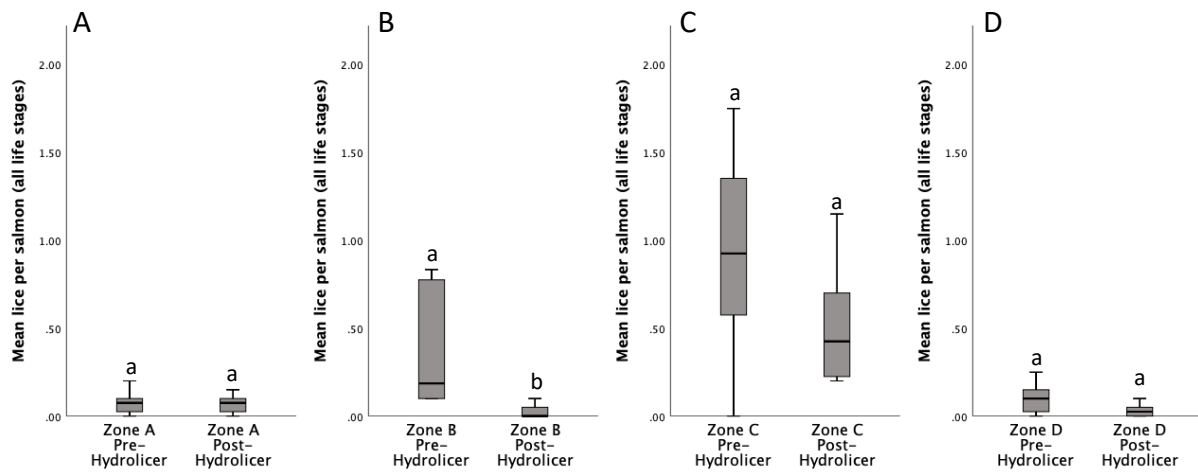 A
Mean lice per salmon (all life stages)
2.00
1.50
1.00
.50
.00
a
a
Zone A
Pre-
Hydrolicer
Zone A
Post-
Hydrolicer
B
Mean lice per salmon (all life stages)
2.00
1.50
1.00
.50
.00
a
b
Zone B
Pre-
Hydrolicer
Zone B
Post-
Hydrolicer
C
Mean lice per salmon (all life stages)
2.00
1.50
1.00
.50
.00
a
a
Zone C
Pre-
Hydrolicer
Zone C
Post-
Hydrolicer
D
Mean lice per salmon (all life stages)
2.00
1.50
1.00
.50
.00
a
a
Zone D
Pre-
Hydrolicer
Zone D
Post-
Hydrolicer